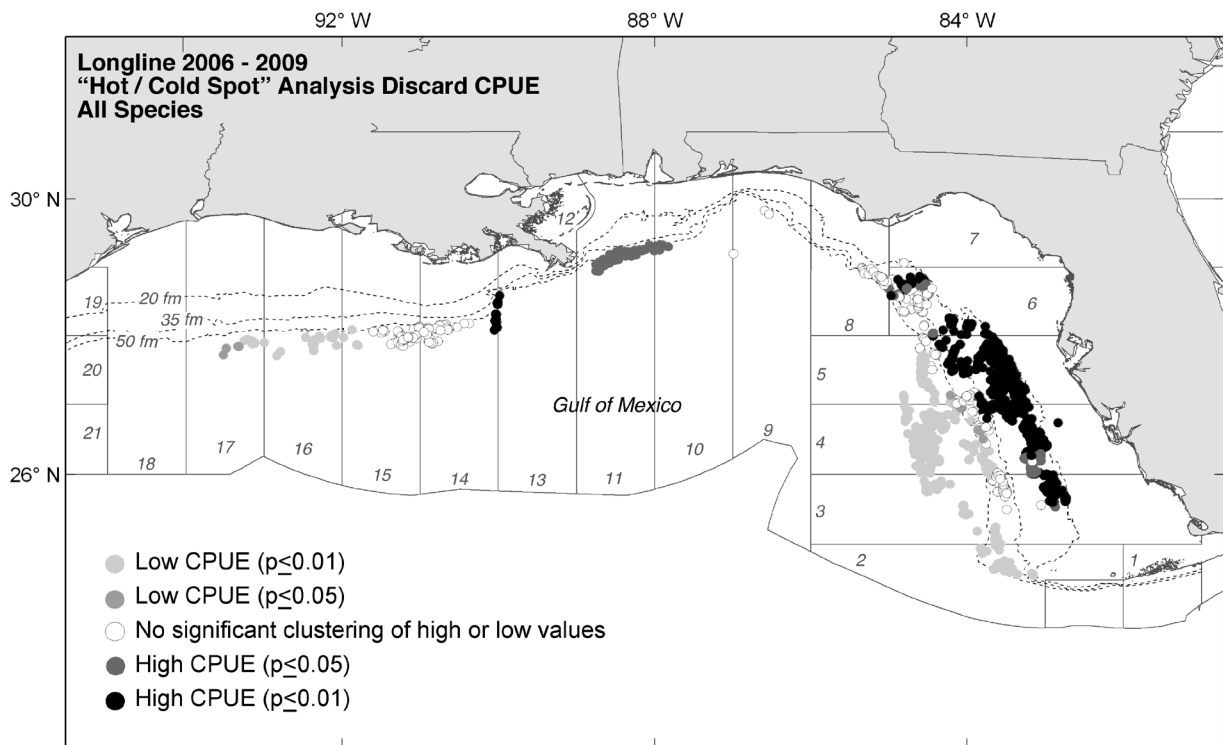 92° W 88° W 84° W
Longline 2006 - 2009
“Hot / Cold Spot” Analysis Discard CPUE
All Species
30° N
26° N
12
7
19 20 fm
6
35 fm
8
50 fm
20
5
Gulf of Mexico
21
4
9
17
16
10
18
15
14
13
11
3
2
1
Low CPUE (p≤0.01)
Low CPUE (p≤0.05)
No significant clustering of high or low values
High CPUE (p≤0.05)
High CPUE (p≤0.01)